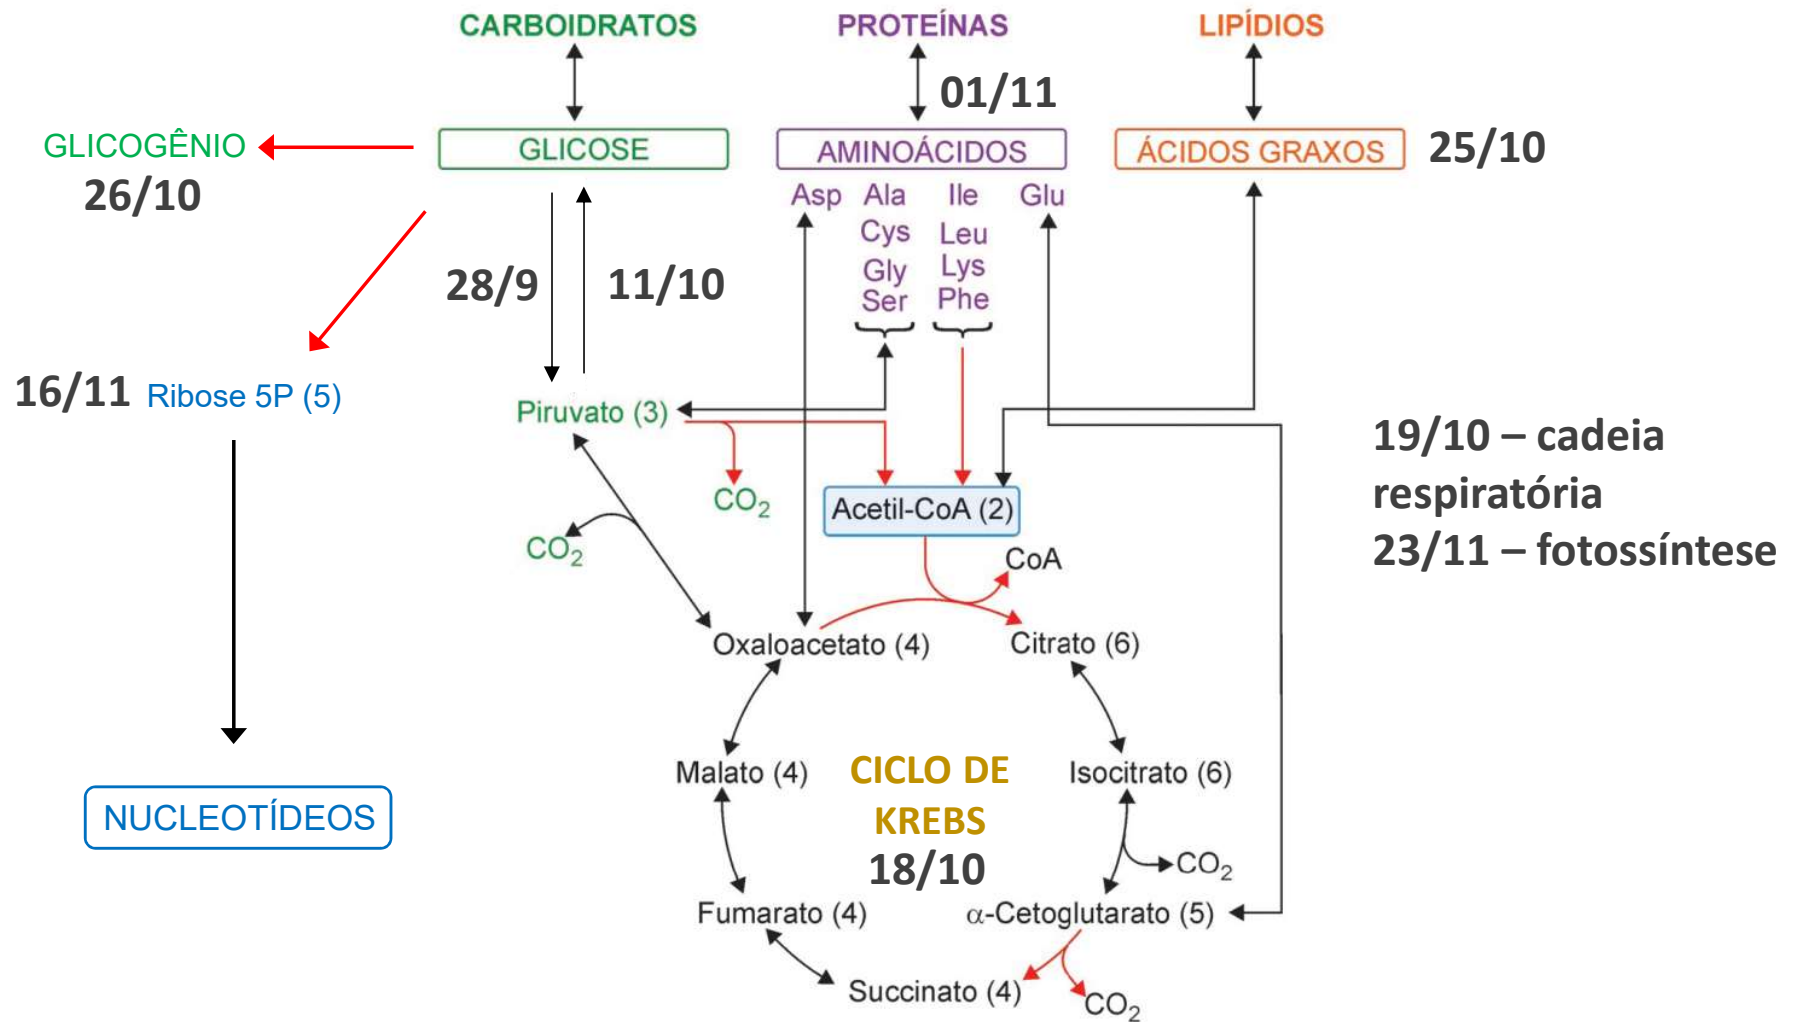 CARBOIDRATOS
PROTEÍNAS
LIPÍDIOS
01/11
GLICOGÊNIO
GLICOSE
AMINOÁCIDOS
ÁCIDOS GRAXOS
25/10
26/10
Asp Ala Ile Glu
Cys Leu
Gly Lys
Ser Phe
28/9
11/10
16/11 Ribose 5P (5)
Piruvato (3)
19/10 – cadeia
respiratória
23/11 – fotossíntese
CO2
Acetil-CoA (2)
CO2
CoA
Oxaloacetato (4)
Citrato (6)
Malato (4)
CICLO DE
KREBS
18/10
Isocitrato (6)
NUCLEOTÍDEOS
CO2
Fumarato (4)
α-Cetoglutarato (5)
Succinato (4)
CO2